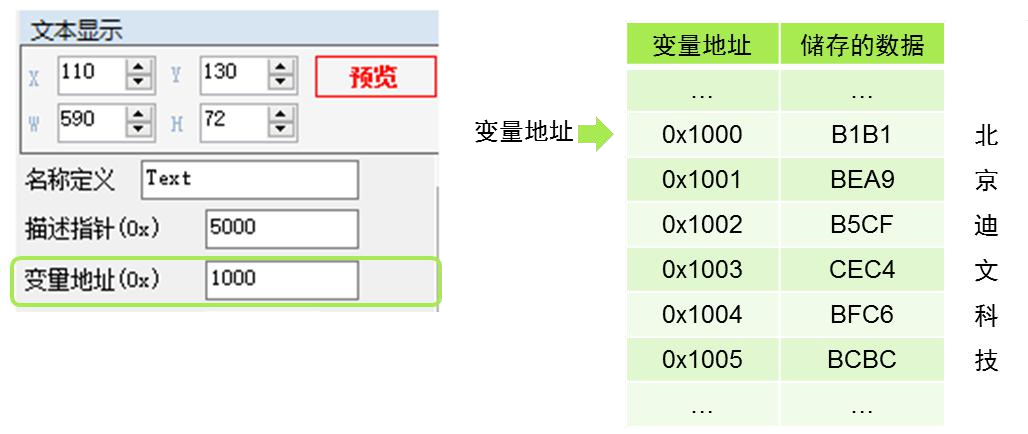 文本显示
X 110 Y 130 预览
W 590 H 72
名称定义 Text
描述指针(0x) 5000
变量地址(0x) 1000
变量地址
变量地址 储存的数据
… …
0x1000 B1B1 北
0x1001 BEA9 京
0x1002 B5CF 迪
0x1003 CEC4 文
0x1004 BFC6 科
0x1005 BCBC 技
… …